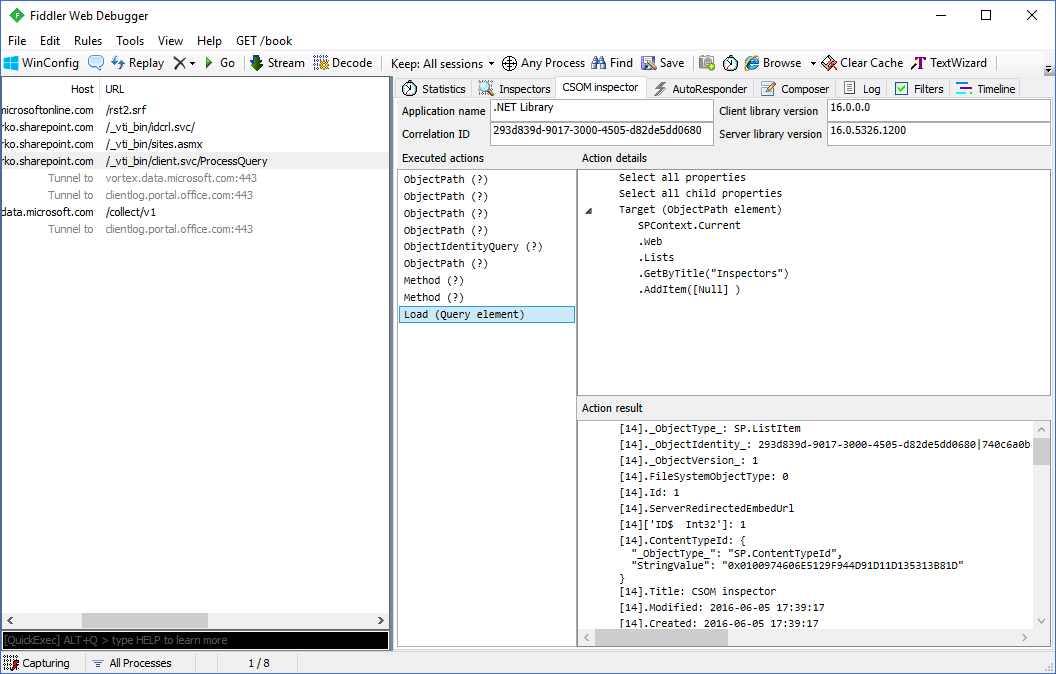 Fiddler Web Debugger
File Edit Rules Tools View Help GET /book
WinConfig Replay Go Stream Decode Keep: All sessions Any Process Find Save Browse Clear Cache TextWizard
Host URL
microsoftonline.com /rst2.srf
rko.sharepoint.com /_vti_bin/idcrl.svc/
rko.sharepoint.com /_vti_bin/sites.asmx
rko.sharepoint.com /_vti_bin/client.svc/ProcessQuery
Tunnel to vortex.data.microsoft.com:443
Tunnel to clientlog.portal.office.com:443
data.microsoft.com /collect/v1
Tunnel to clientlog.portal.office.com:443
[QuickExec] ALT+Q > type HELP to learn more
Statistics Inspectors CSOM inspector AutoResponder Composer Log Filters Timeline
Application name .NET Library Client library version 16.0.0.0
Correlation ID 293d839d-9017-3000-4505-d82de5dd0680 Server library version 16.0.5326.1200
Executed actions
ObjectPath (?)
ObjectPath (?)
ObjectPath (?)
ObjectPath (?)
ObjectIdentityQuery (?)
ObjectPath (?)
Method (?)
Method (?)
Load (Query element)
Action details
Select all properties
Select all child properties
Target (ObjectPath element)
SPContext.Current
.Web
.Lists
.GetByTitle("Inspectors")
.AddItem([Null] )
Action result
[14]._ObjectType_: SP.ListItem
[14]._ObjectIdentity_: 293d839d-9017-3000-4505-d82de5dd0680|740c6a0b
[14]._ObjectVersion_: 1
[14].FileSystemObjectType: 0
[14].Id: 1
[14].ServerRedirectedEmbedUrl
[14]['ID$  Int32']: 1
[14].ContentTypeId: {
"_ObjectType_": "SP.ContentTypeId",
"StringValue": "0x0100974606E5129F944D91D11D135313B81D"
}
[14].Title: CSOM inspector
[14].Modified: 2016-06-05 17:39:17
[14].Created: 2016-06-05 17:39:17
Capturing All Processes 1 / 8